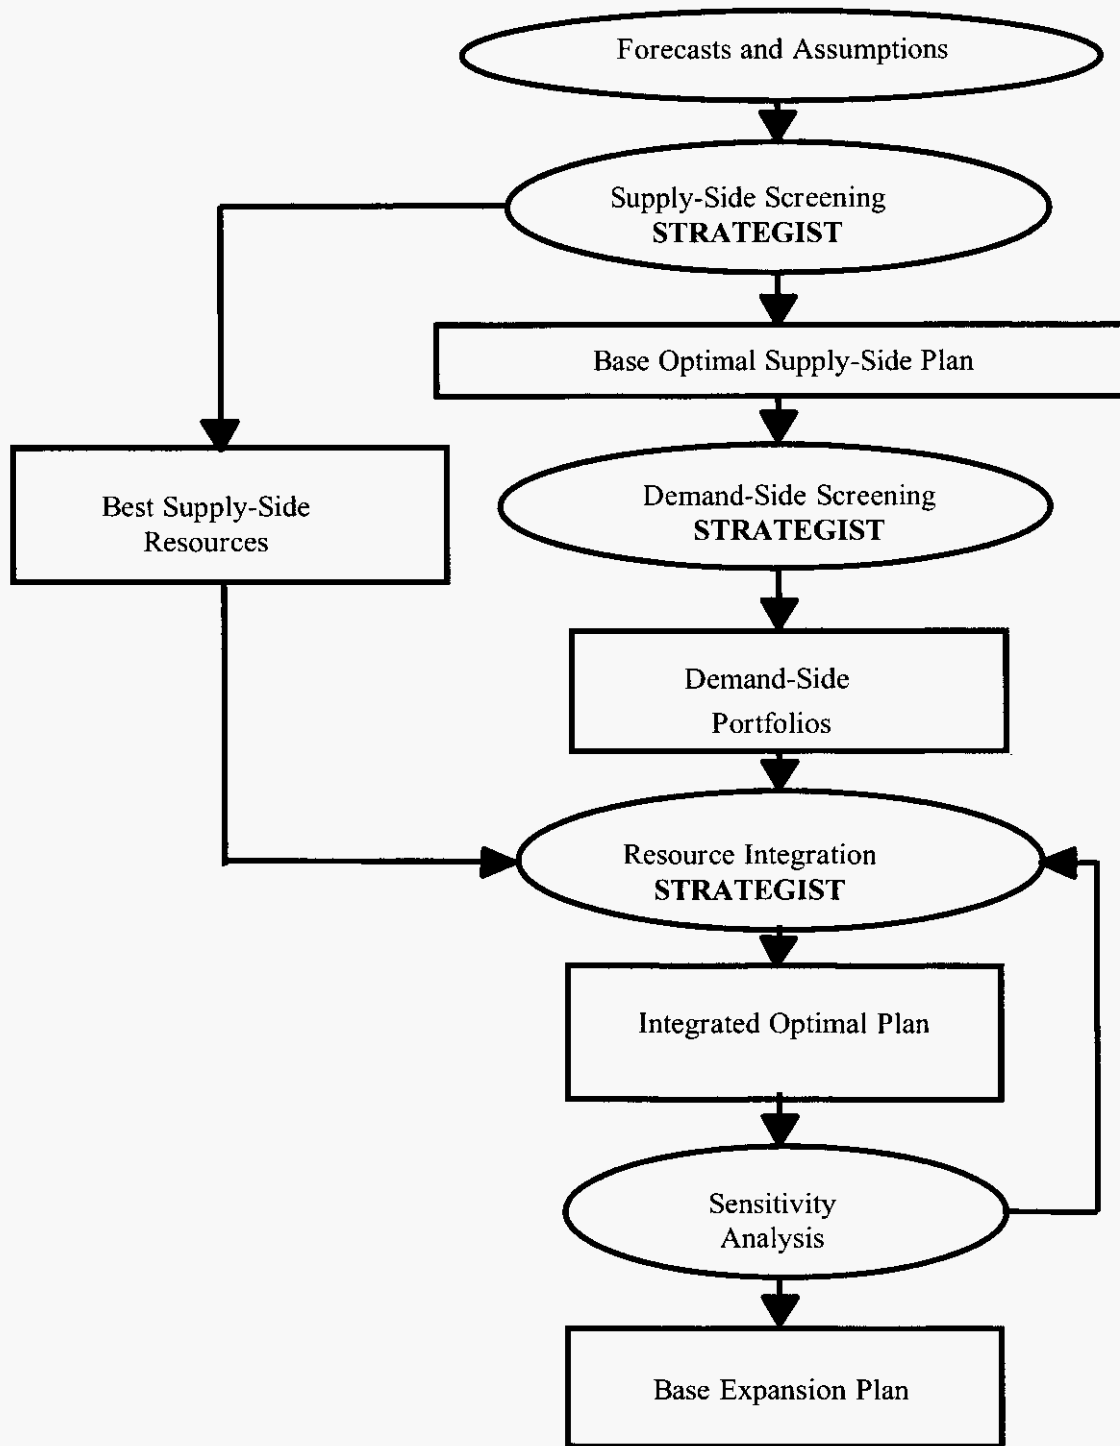 Forecasts and Assumptions
Supply-Side Screening
STRATEGIST
Base Optimal Supply-Side Plan
Best Supply-Side
Resources
Demand-Side Screening
STRATEGIST
Demand-Side
Portfolios
Resource Integration
STRATEGIST
Integrated Optimal Plan
Sensitivity
Analysis
Base Expansion Plan